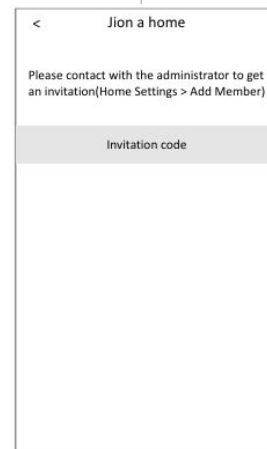 < Jion a home
Please contact with the administrator to get
an invitation(Home Settings > Add Member)
Invitation code